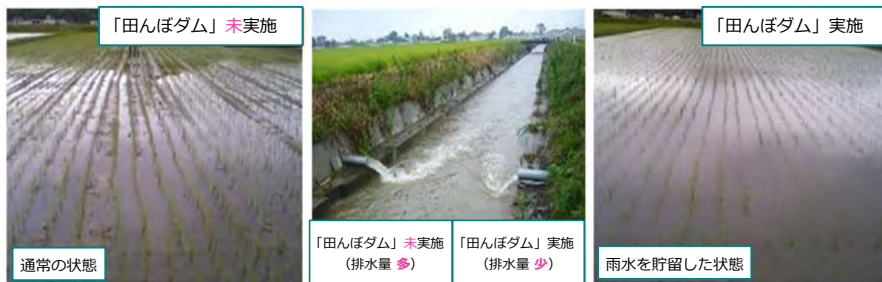 「田んぼダム」未実施
通常の状態
「田んぼダム」未実施
（排水量 多）
「田んぼダム」実施
（排水量 少）
「田んぼダム」実施
雨水を貯留した状態